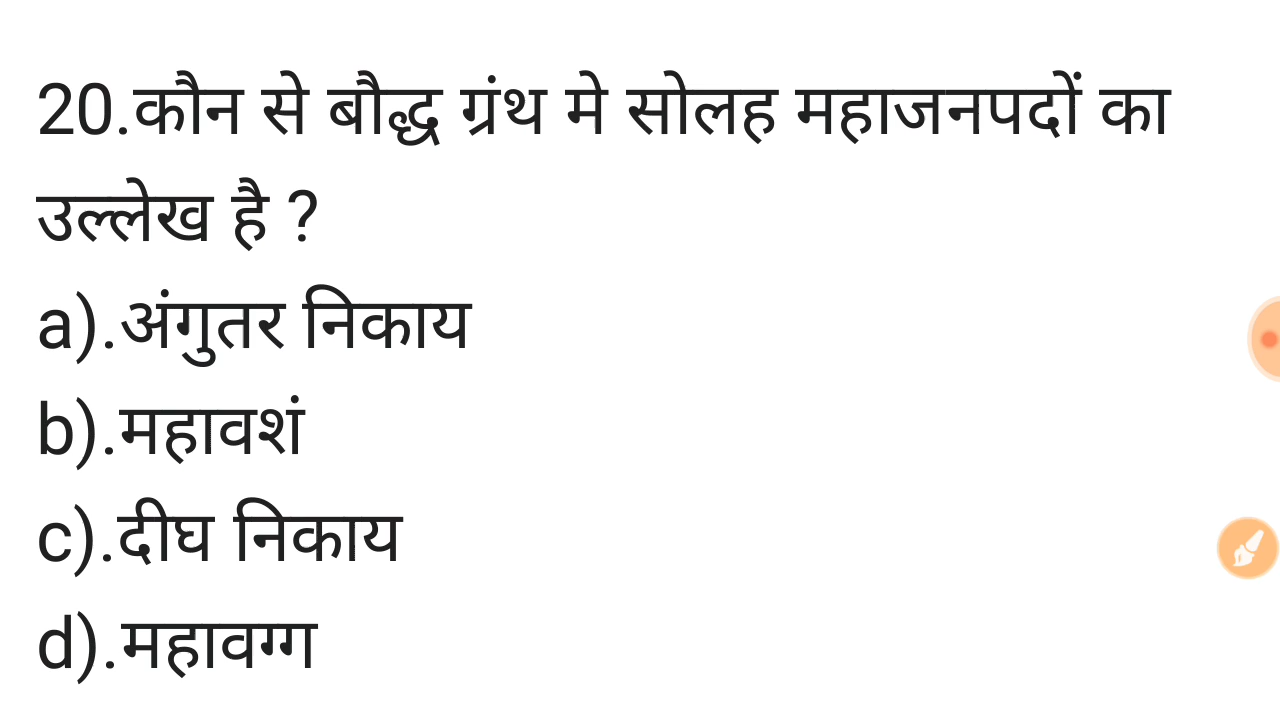 20.कौन से बौद्ध ग्रंथ मे सोलह महाजनपदों का
उल्लेख है ?
a).अंगुतर निकाय
b).महावशं
c).दीघ निकाय
d).महावग्ग